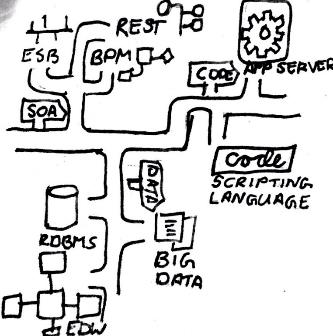 REST
ESB
BPM
CODE
APP SERVER
SOA
Code
SCRIPTING
LANGUAGE
DATA
RDBMS
BIG
DATA
EDW